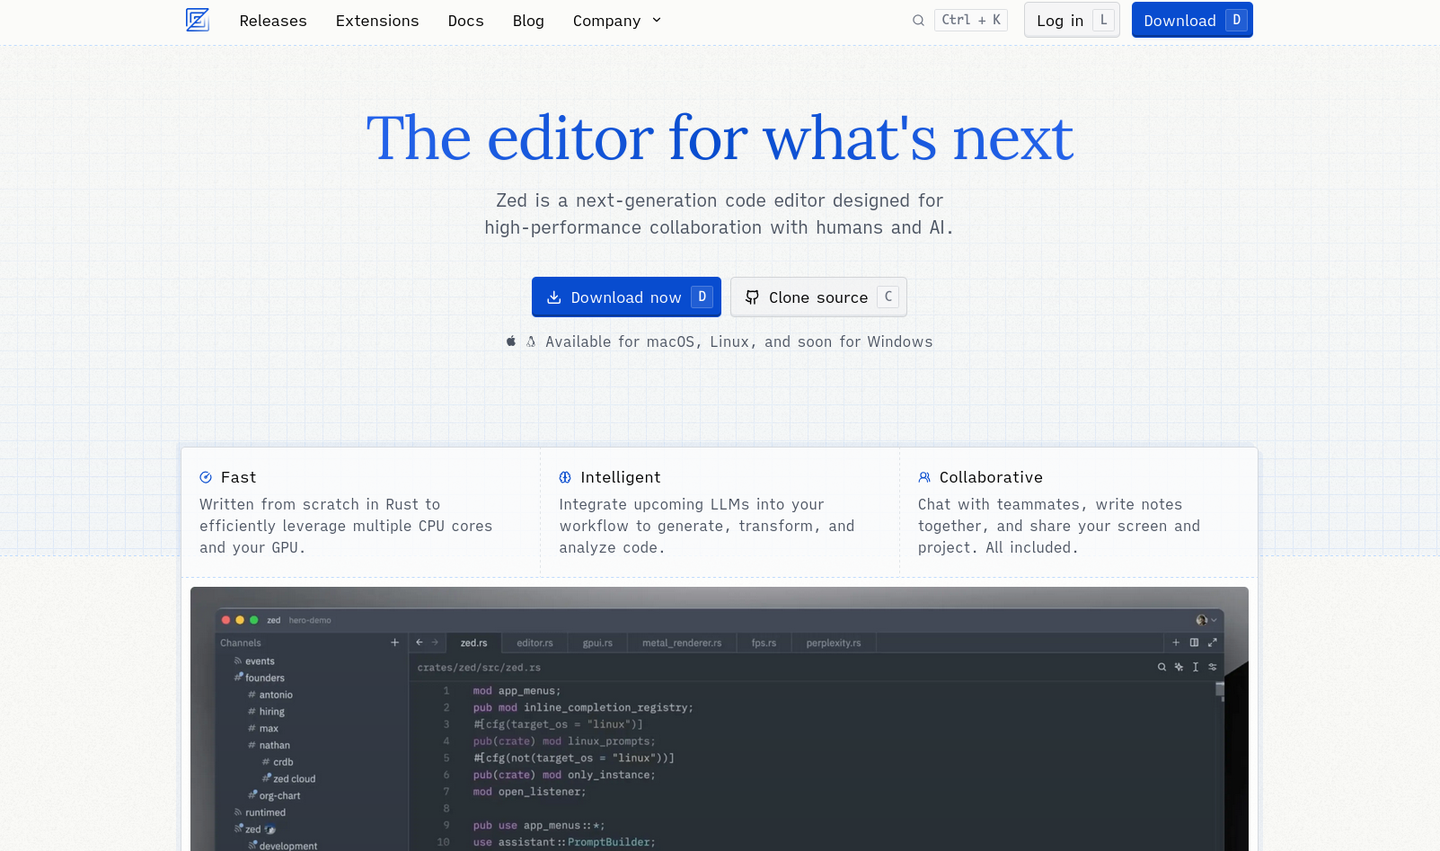 Releases Extensions Docs Blog Company Ctrl + K Log in L Download D
The editor for what's next
Zed is a next-generation code editor designed for
high-performance collaboration with humans and AI.
Download now D Clone source C
Available for macOS, Linux, and soon for Windows
Fast
Written from scratch in Rust to
efficiently leverage multiple CPU cores
and your GPU.
Intelligent
Integrate upcoming LLMs into your
workflow to generate, transform, and
analyze code.
Collaborative
Chat with teammates, write notes
together, and share your screen and
project. All included.
zed hero-demo
Channels
events
# founders
# antonio
# hiring
# max
# nathan
# crdb
# zed cloud
# org-chart
runtimed
zed
# development
zed.rs editor.rs gpui.rs metal_renderer.rs fps.rs perplexity.rs
crates/zed/src/zed.rs
1 mod app_menus;
2 pub mod inline_completion_registry;
3 #[cfg(target_os = "linux")]
4 pub(crate) mod linux_prompts;
5 #[cfg(not(target_os = "linux"))]
6 pub(crate) mod only_instance;
7 mod open_listener;
8
9 pub use app_menus::*;
10 use assistant::PromptBuilder;